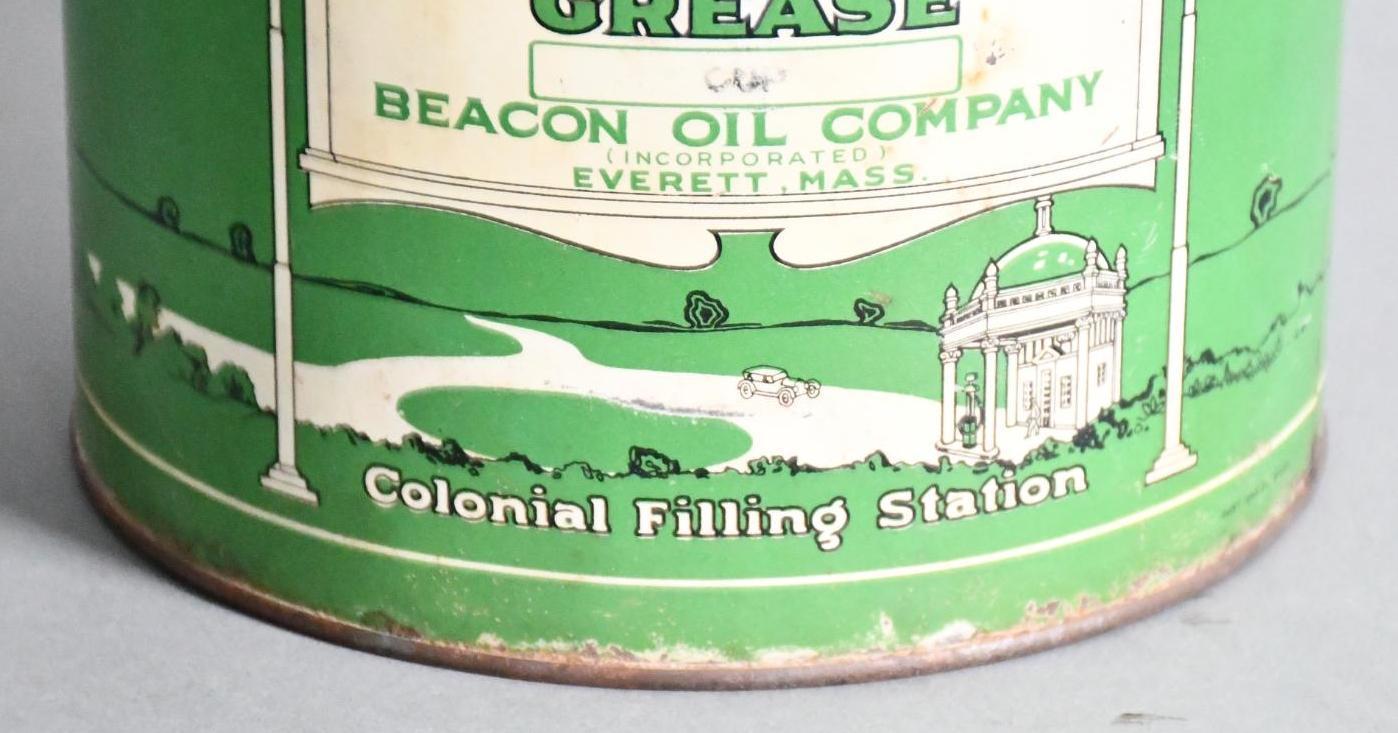 GREASE
BEACON OIL COMPANY
(INCORPORATED)
EVERETT, MASS.
Colonial Filling Station